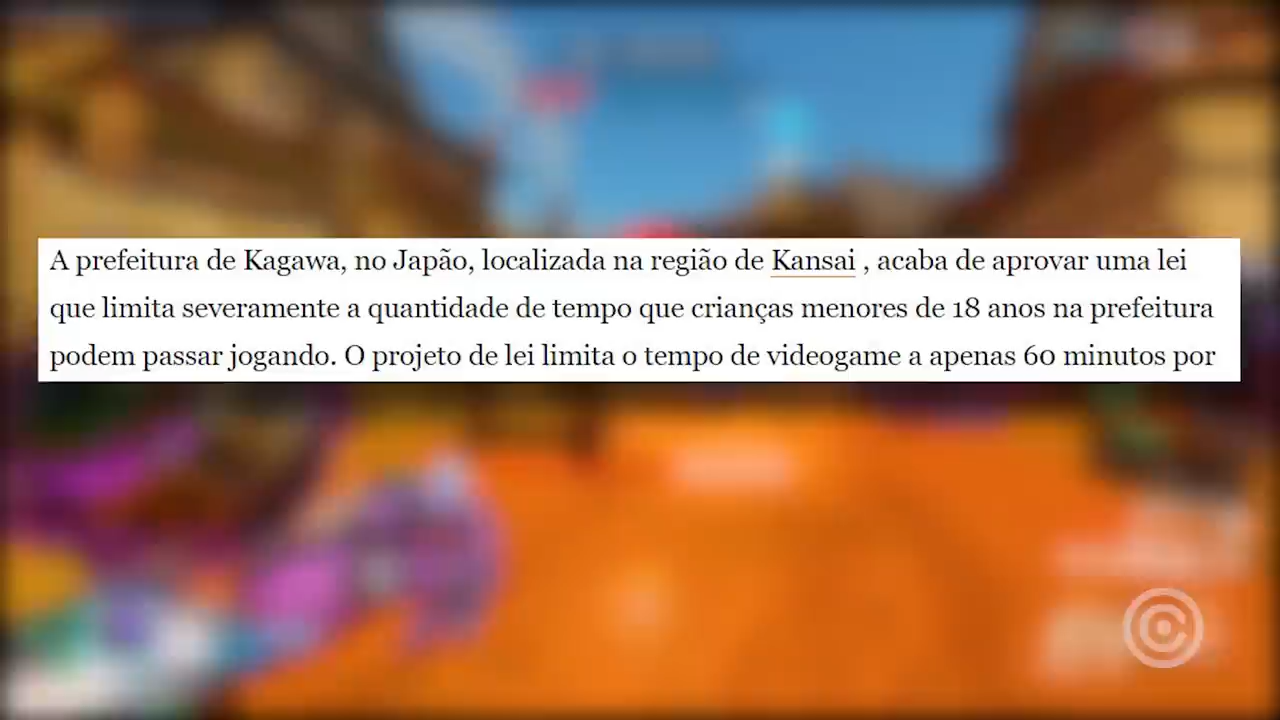 A prefeitura de Kagawa, no Japão, localizada na região de Kansai , acaba de aprovar uma lei
que limita severamente a quantidade de tempo que crianças menores de 18 anos na prefeitura
podem passar jogando. O projeto de lei limita o tempo de videogame a apenas 60 minutos por